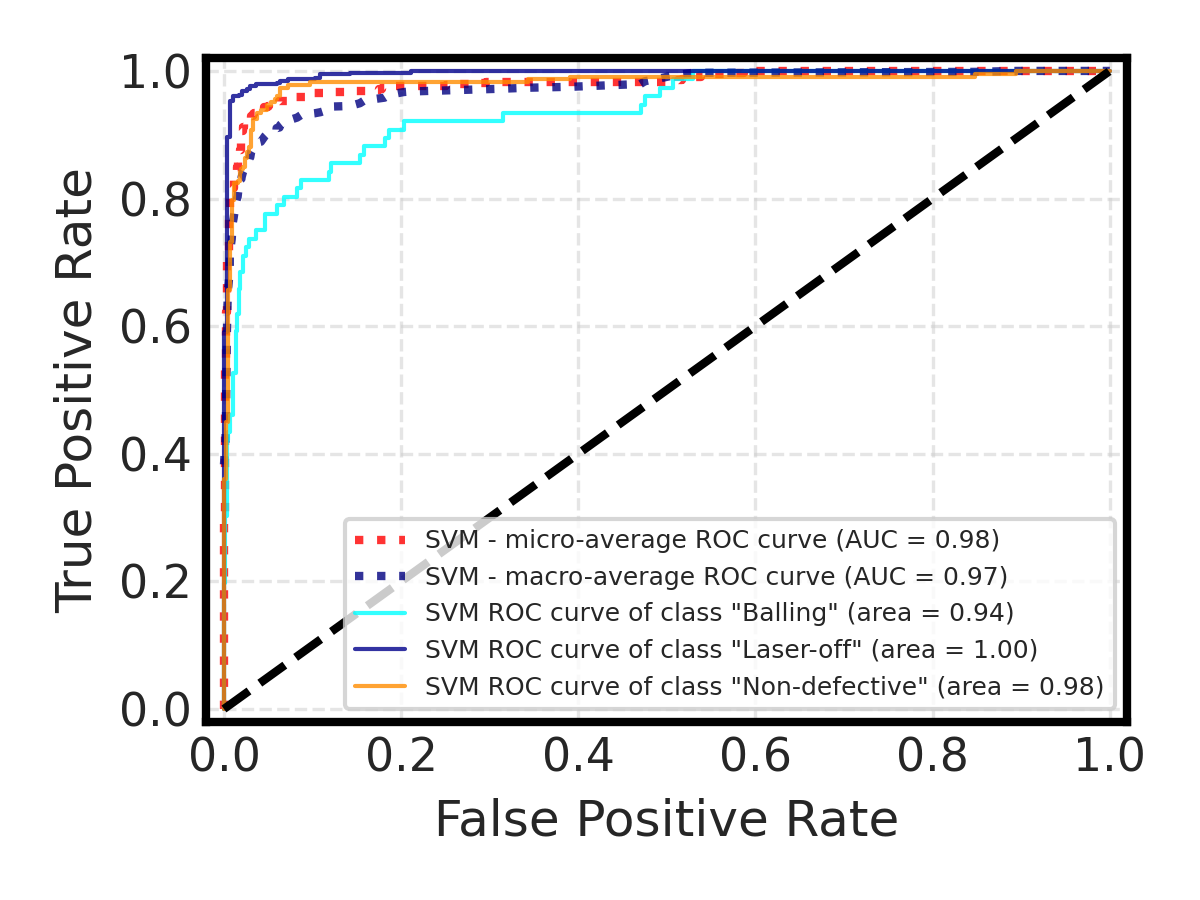 1.0
0.8
0.6
0.4
0.2
0.0
True Positive Rate
SVM - micro-average ROC curve (AUC = 0.98)
SVM - macro-average ROC curve (AUC = 0.97)
SVM ROC curve of class "Balling" (area = 0.94)
SVM ROC curve of class "Laser-off" (area = 1.00)
SVM ROC curve of class "Non-defective" (area = 0.98)
0.0 0.2 0.4 0.6 0.8 1.0
False Positive Rate